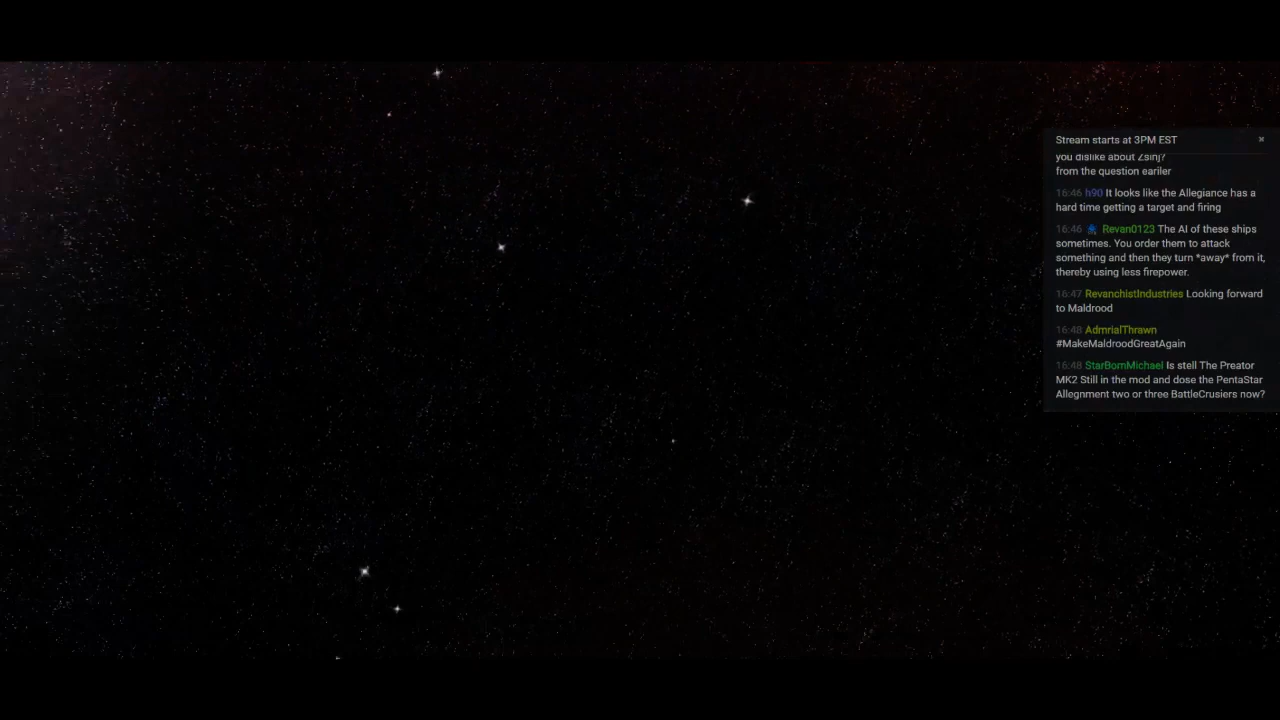 Stream starts at 3PM EST ×
you dislike about Zsinj?
from the question eariler
16:46 h90 It looks like the Allegiance has a
hard time getting a target and firing
16:46 Revan0123 The AI of these ships
sometimes. You order them to attack
something and then they turn *away* from it,
thereby using less firepower.
16:47 RevanchistIndustries Looking forward
to Maldrood
16:48 AdmrialThrawn
#MakeMaldroodGreatAgain
16:48 StarBornMichael Is stell The Preator
MK2 Still in the mod and dose the PentaStar
Allegnment two or three BattleCrusiers now?